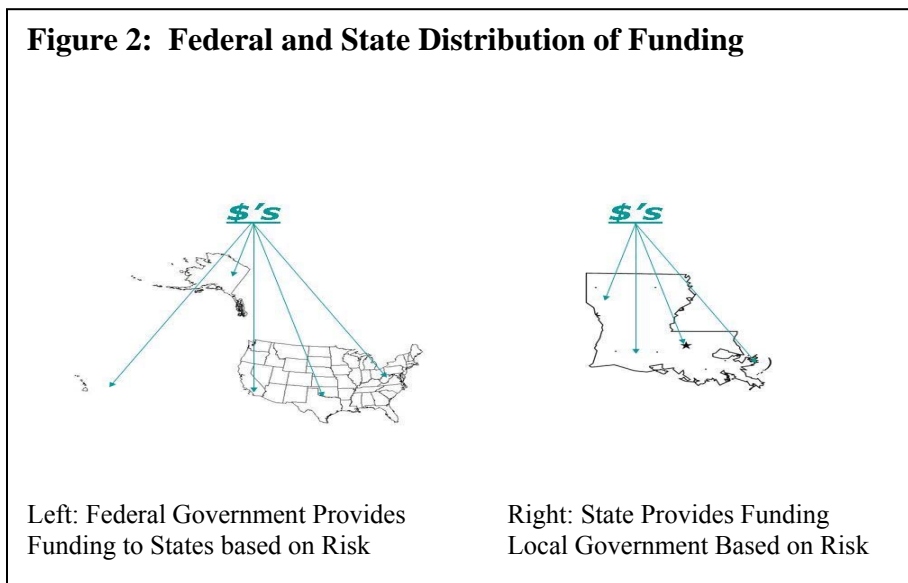 Figure 2: Federal and State Distribution of Funding
$'s
$'s
Left: Federal Government Provides
Funding to States based on Risk
Right: State Provides Funding
Local Government Based on Risk